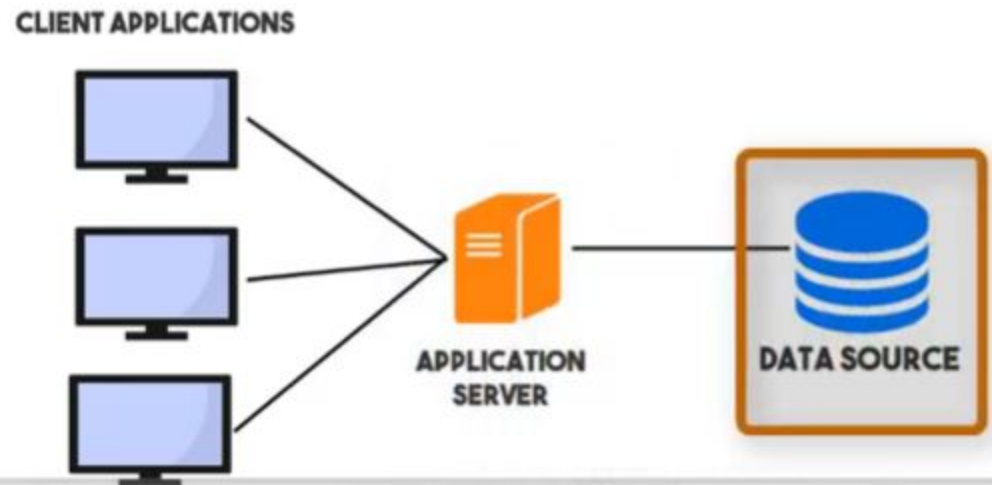 CLIENT APPLICATIONS
APPLICATION
SERVER
DATA SOURCE